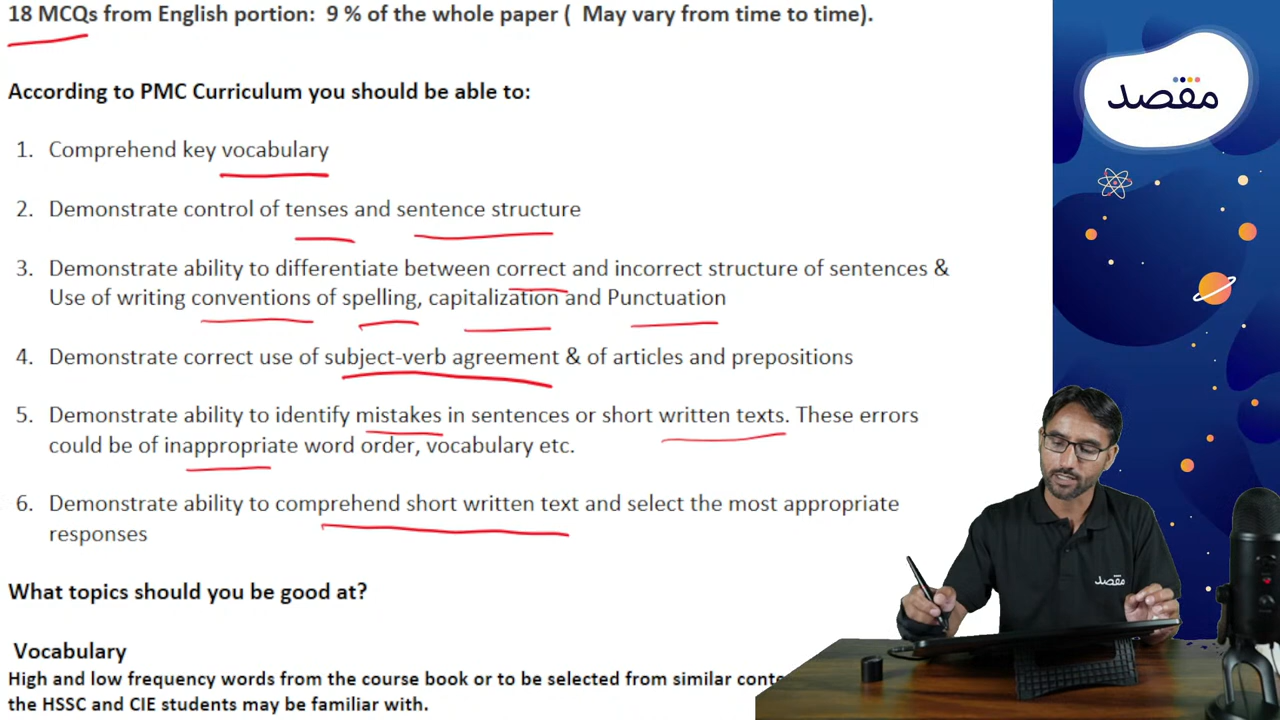 18 MCQs from English portion: 9 % of the whole paper ( May vary from time to time).
According to PMC Curriculum you should be able to:
1. Comprehend key vocabulary
2. Demonstrate control of tenses and sentence structure
3. Demonstrate ability to differentiate between correct and incorrect structure of sentences &
Use of writing conventions of spelling, capitalization and Punctuation
4. Demonstrate correct use of subject-verb agreement & of articles and prepositions
5. Demonstrate ability to identify mistakes in sentences or short written texts. These errors
could be of inappropriate word order, vocabulary etc.
6. Demonstrate ability to comprehend short written text and select the most appropriate
responses
What topics should you be good at?
Vocabulary
High and low frequency words from the course book or to be selected from similar
the HSSC and CIE students may be familiar with.
مقصد
مقصد